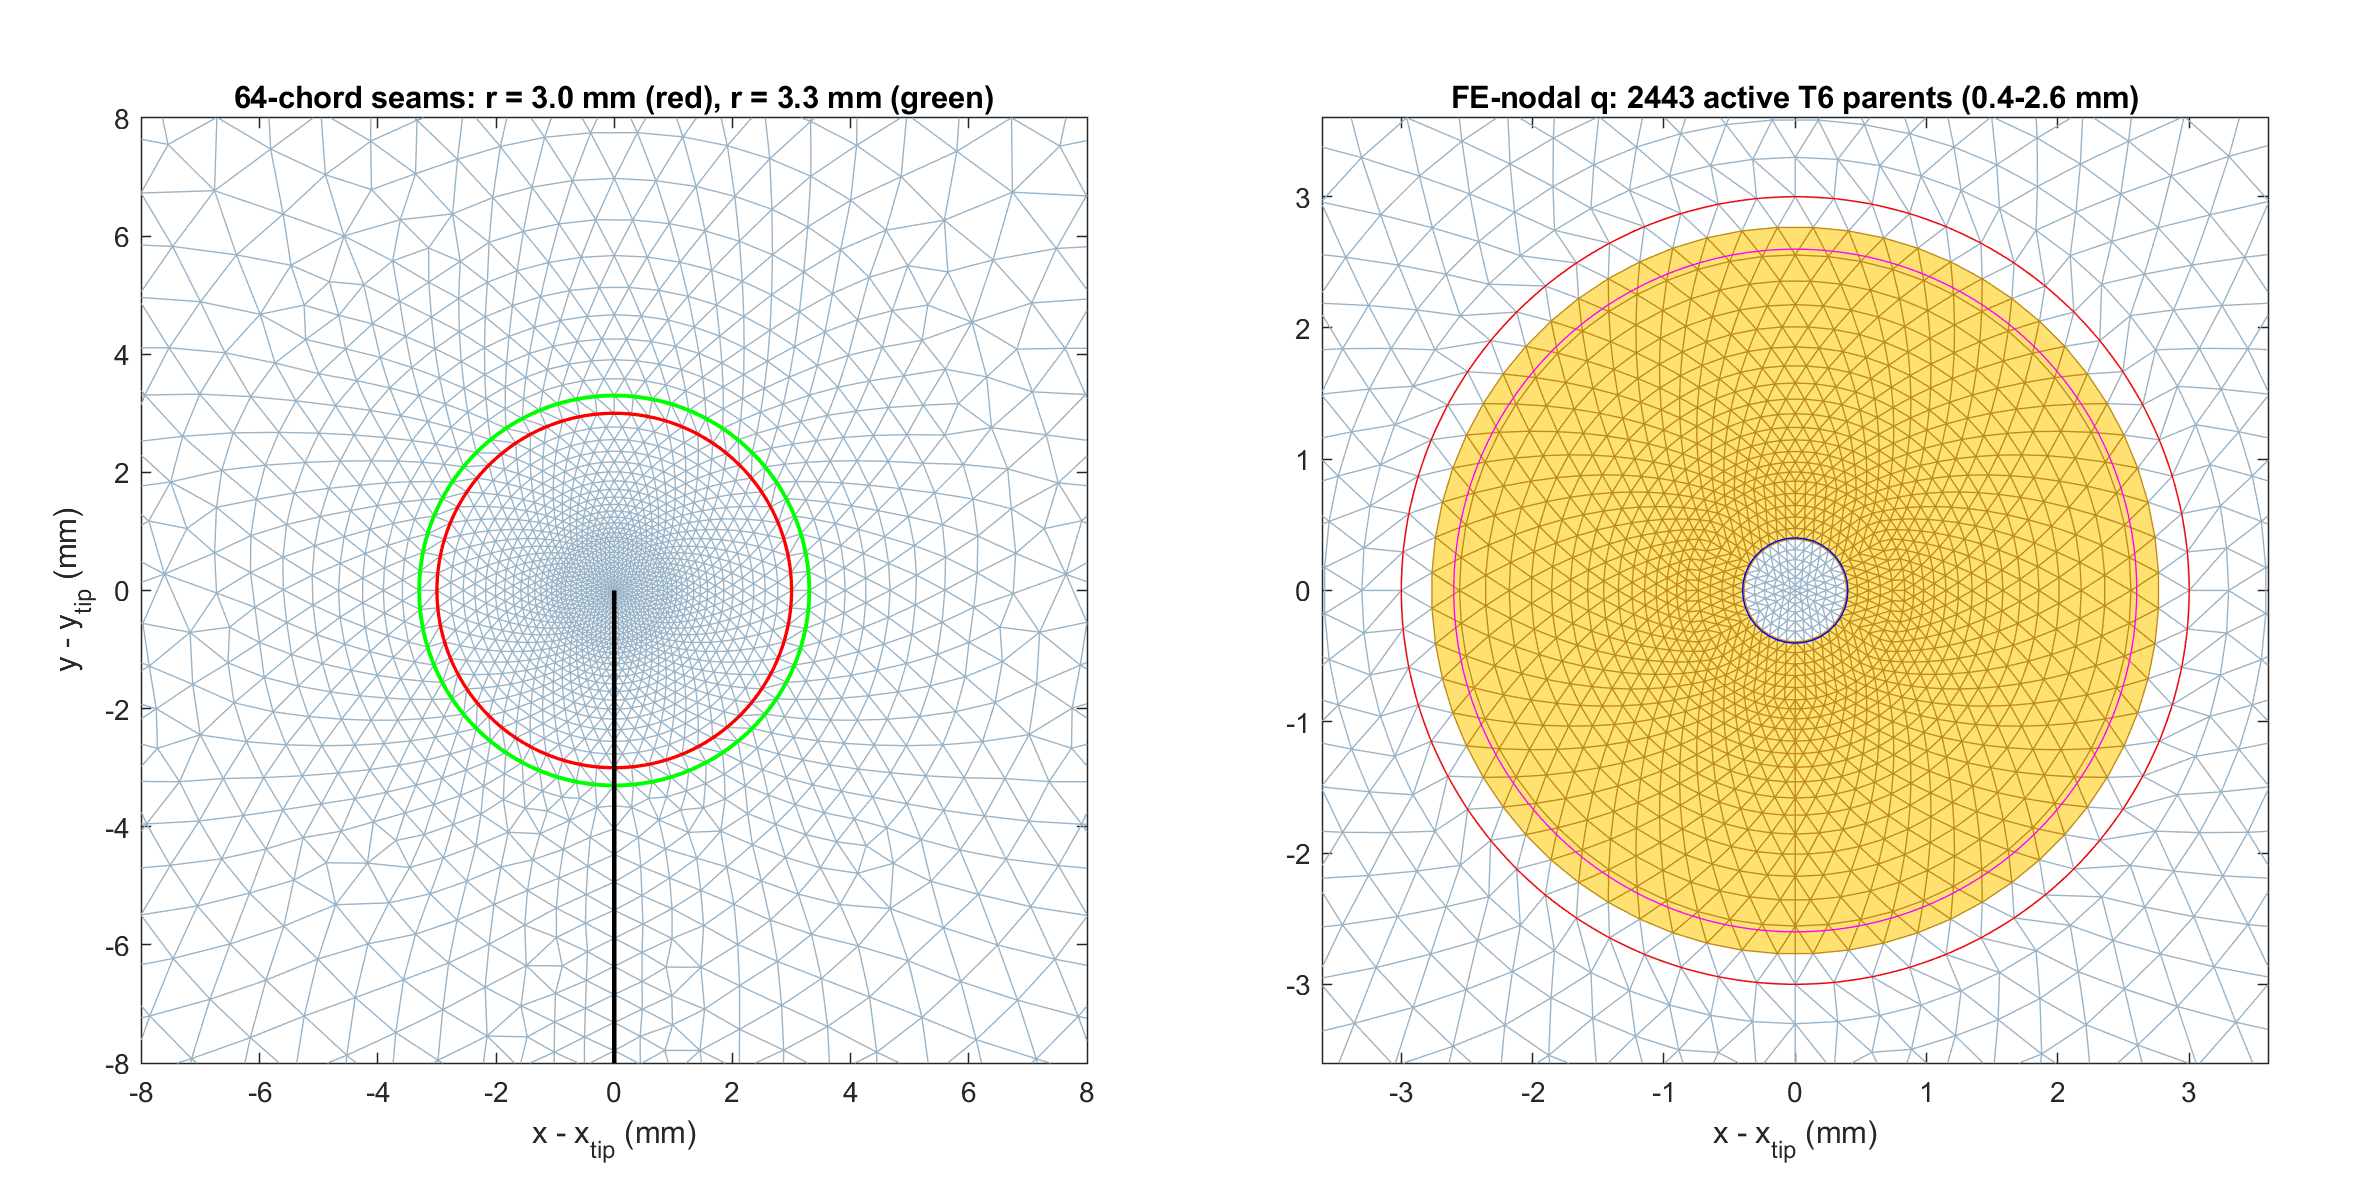 64-chord seams: r = 3.0 mm (red), r = 3.3 mm (green)
8
6
4
2
0
-2
-4
-6
-8
y - y_tip (mm)
-8 -6 -4 -2 0 2 4 6 8
x - x_tip (mm)
FE-nodal q: 2443 active T6 parents (0.4-2.6 mm)
3
2
1
0
-1
-2
-3
-3 -2 -1 0 1 2 3
x - x_tip (mm)